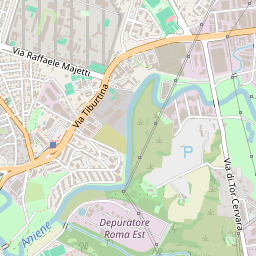 Via Raffaele Majetti
Via Tiburtina
P
Via di Tor Cervara
Aniene
Depuratore
Roma Est